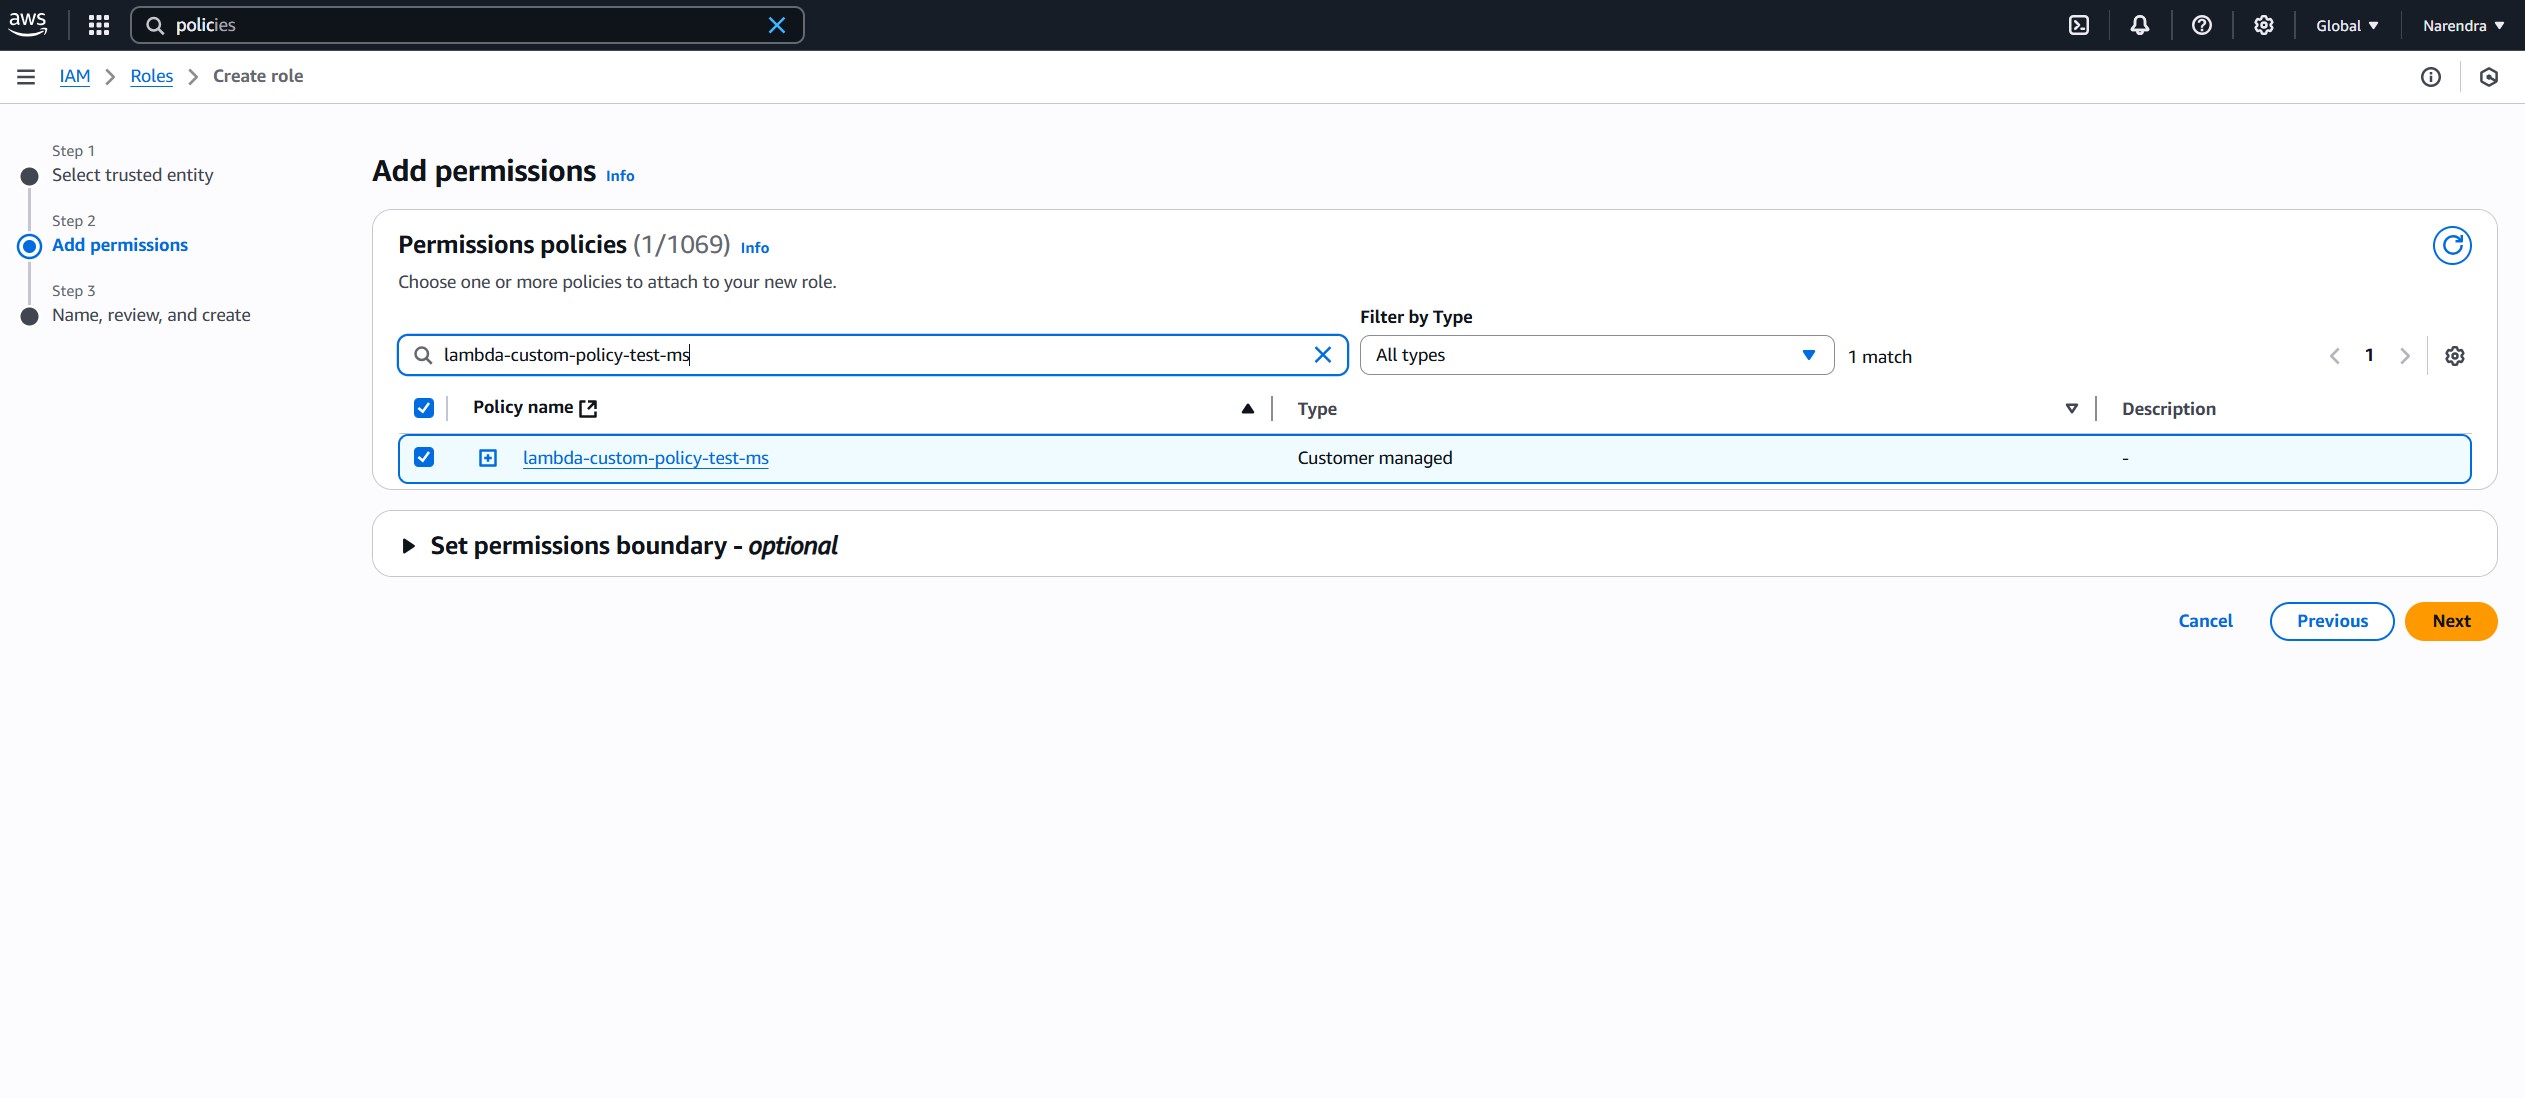 aws
policies
Global
Narendra
IAM
Roles
Create role
Step 1
Select trusted entity
Step 2
Add permissions
Step 3
Name, review, and create
Add permissions Info
Permissions policies (1/1069) Info
Choose one or more policies to attach to your new role.
Filter by Type
lambda-custom-policy-test-ms
All types
1 match
1
Policy name
Type
Description
lambda-custom-policy-test-ms
Customer managed
-
Set permissions boundary - optional
Cancel
Previous
Next